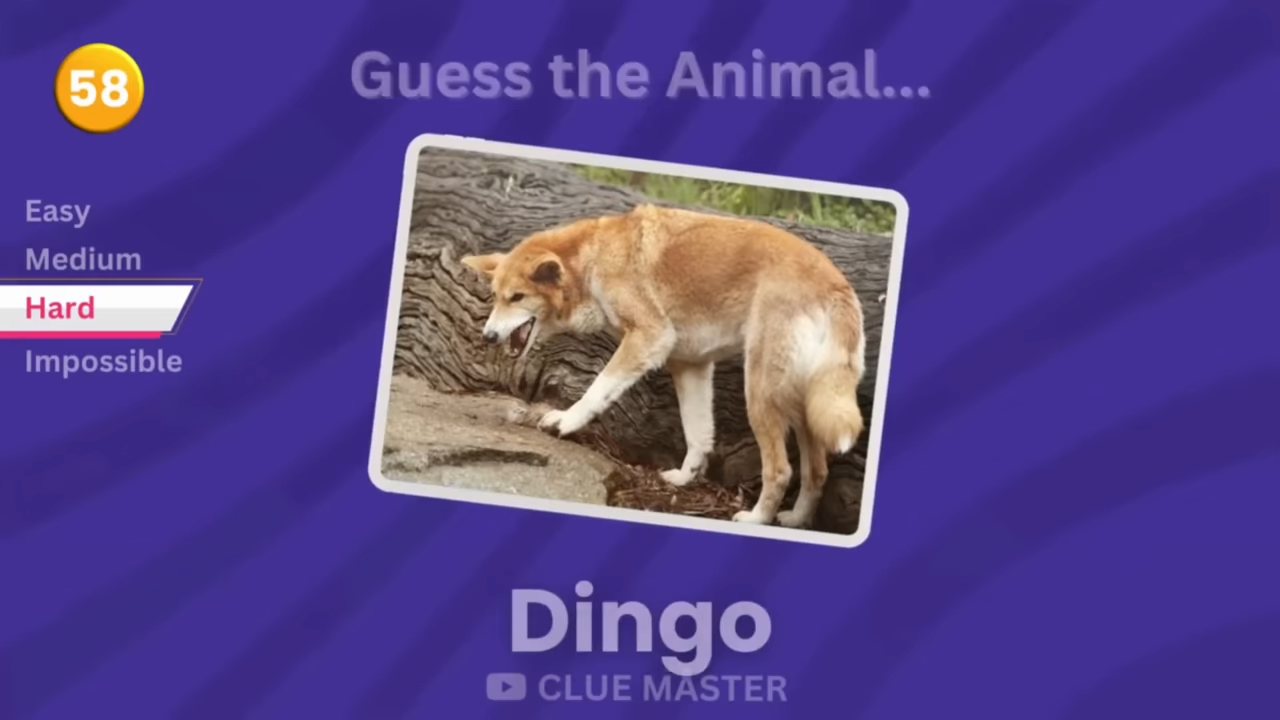 58
Guess the Animal...
Easy
Medium
Hard
Impossible
Dingo
CLUE MASTER